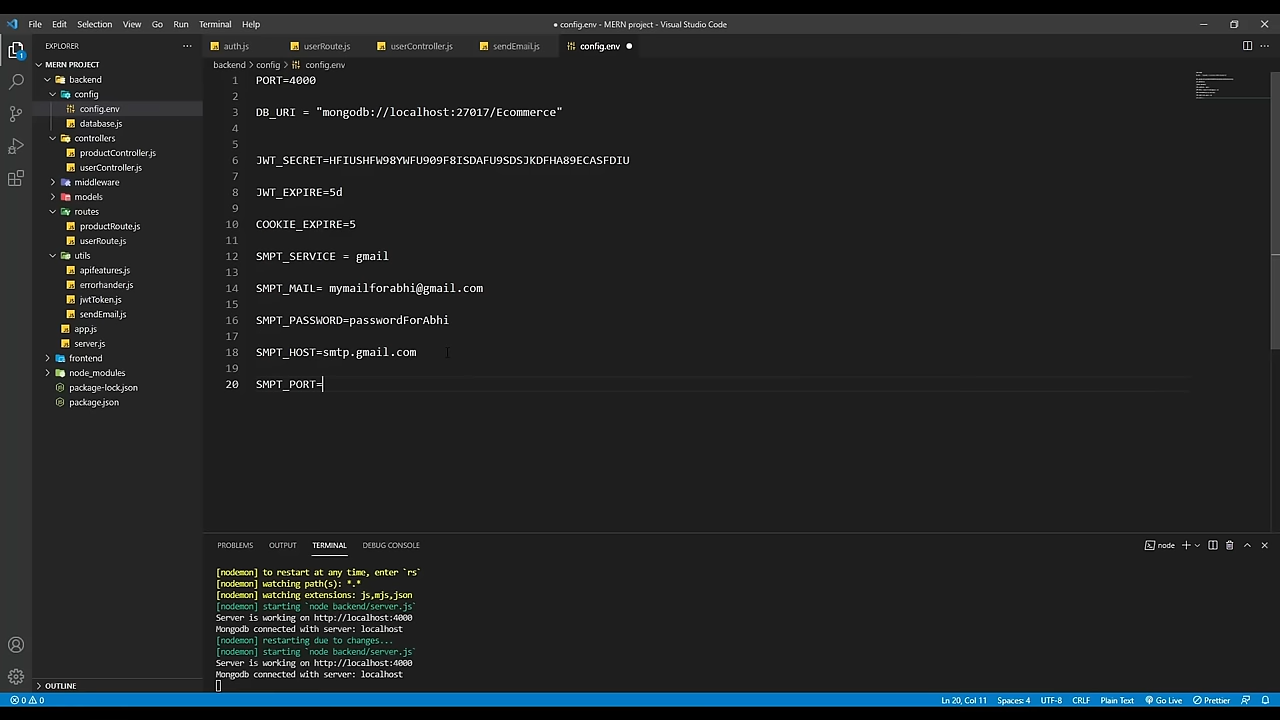 File Edit Selection View Go Run Terminal Help
● config.env - MERN project - Visual Studio Code
EXPLORER
auth.js
userRoute.js
userController.js
sendEmail.js
config.env
MERN PROJECT
backend
config
config.env
database.js
controllers
productController.js
userController.js
middleware
models
routes
productRoute.js
userRoute.js
utils
apifeatures.js
errorhander.js
jwtToken.js
sendEmail.js
app.js
server.js
frontend
node_modules
package-lock.json
package.json
OUTLINE
backend > config > config.env
1 PORT=4000
2
3 DB_URI = "mongodb://localhost:27017/Ecommerce"
4
5
6 JWT_SECRET=HFIUSHFW98YWFU909F8ISDAFU9SDSJKDFHA89ECASFDIU
7
8 JWT_EXPIRE=5d
9
10 COOKIE_EXPIRE=5
11
12 SMPT_SERVICE = gmail
13
14 SMPT_MAIL= mymailforabhi@gmail.com
15
16 SMPT_PASSWORD=passwordForAbhi
17
18 SMPT_HOST=smtp.gmail.com
19
20 SMPT_PORT=
PROBLEMS OUTPUT TERMINAL DEBUG CONSOLE
node
[nodemon] to restart at any time, enter `rs`
[nodemon] watching path(s): *.*
[nodemon] watching extensions: js,mjs,json
[nodemon] starting `node backend/server.js`
Server is working on http://localhost:4000
Mongodb connected with server: localhost
[nodemon] restarting due to changes...
[nodemon] starting `node backend/server.js`
Server is working on http://localhost:4000
Mongodb connected with server: localhost
0 0
Ln 20, Col 11 Spaces: 4 UTF-8 CRLF Plain Text Go Live Prettier